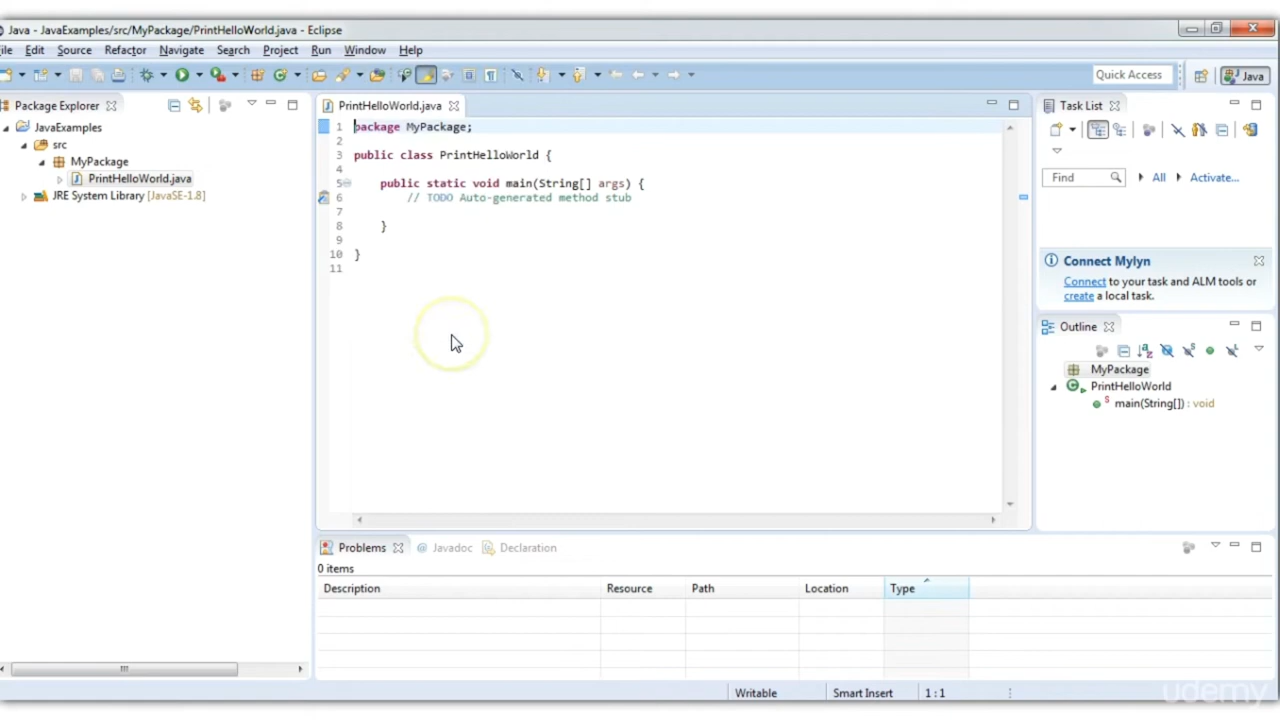 Java - JavaExamples/src/MyPackage/PrintHelloWorld.java - Eclipse
ile Edit Source Refactor Navigate Search Project Run Window Help
Quick Access
Java
Package Explorer
JavaExamples
src
MyPackage
PrintHelloWorld.java
JRE System Library [JavaSE-1.8]
PrintHelloWorld.java
1 package MyPackage;
2
3 public class PrintHelloWorld {
4
5 public static void main(String[] args) {
6 // TODO Auto-generated method stub
7
8 }
9
10 }
11
Task List
Find All Activate...
Connect Mylyn
Connect to your task and ALM tools or
create a local task.
Outline
MyPackage
PrintHelloWorld
main(String[]) : void
Problems Javadoc Declaration
0 items
Description Resource Path Location Type
Writable Smart Insert 1 : 1
udemy